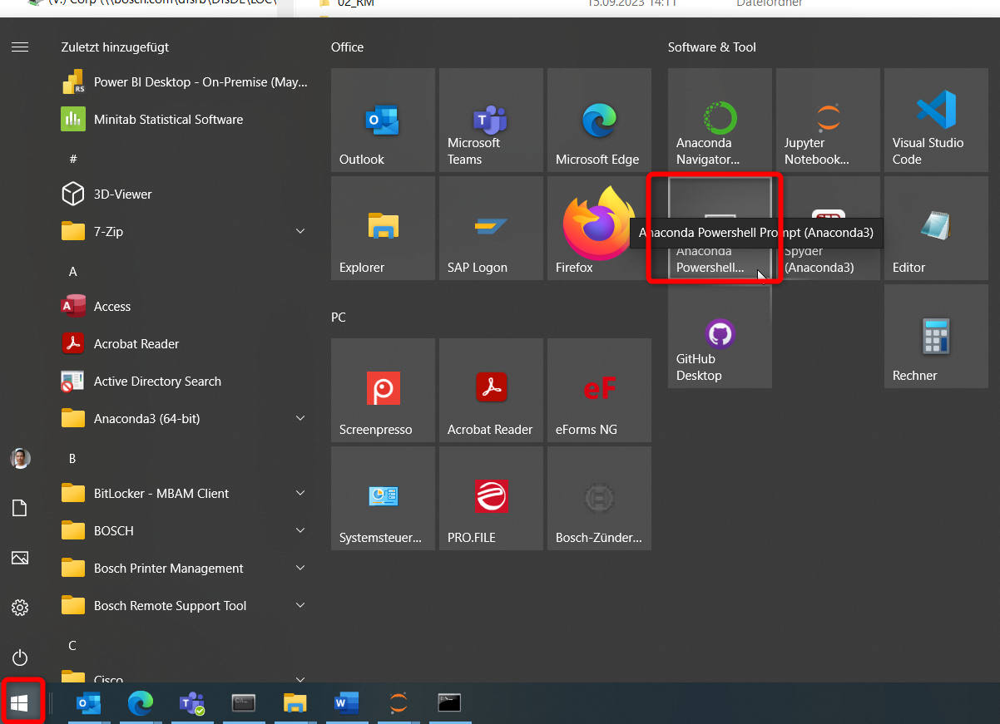 (V:) Corp (\\bosch.com\dfsrb\DfsDE\LOC\
02_RM
15.09.2023 14:11
Dateiordner
Zuletzt hinzugefügt
Power BI Desktop - On-Premise (May...
Minitab Statistical Software
#
3D-Viewer
7-Zip
A
Access
Acrobat Reader
Active Directory Search
Anaconda3 (64-bit)
B
BitLocker - MBAM Client
BOSCH
Bosch Printer Management
Bosch Remote Support Tool
C
Cisco
Office
Outlook
Microsoft
Teams
Microsoft Edge
Explorer
SAP Logon
Firefox
PC
Screenpresso
Acrobat Reader
eF
eForms NG
Systemsteuer...
PRO.FILE
Bosch-Zünder...
Software & Tool
Anaconda
Navigator...
Jupyter
Notebook...
Visual Studio
Code
Anaconda Powershell Prompt (Anaconda3)
Anaconda
Powershell...
Spyder
(Anaconda3)
Editor
GitHub
Desktop
Rechner